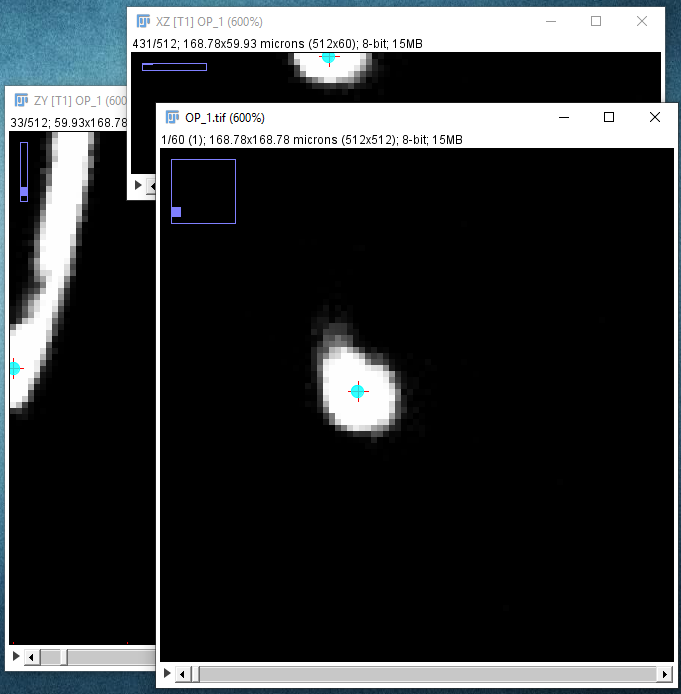 XZ [T1] OP_1 (600%)
431/512; 168.78x59.93 microns (512x60); 8-bit; 15MB
ZY [T1] OP_1 (600
33/512; 59.93x168.78
OP_1.tif (600%)
1/60 (1); 168.78x168.78 microns (512x512); 8-bit; 15MB